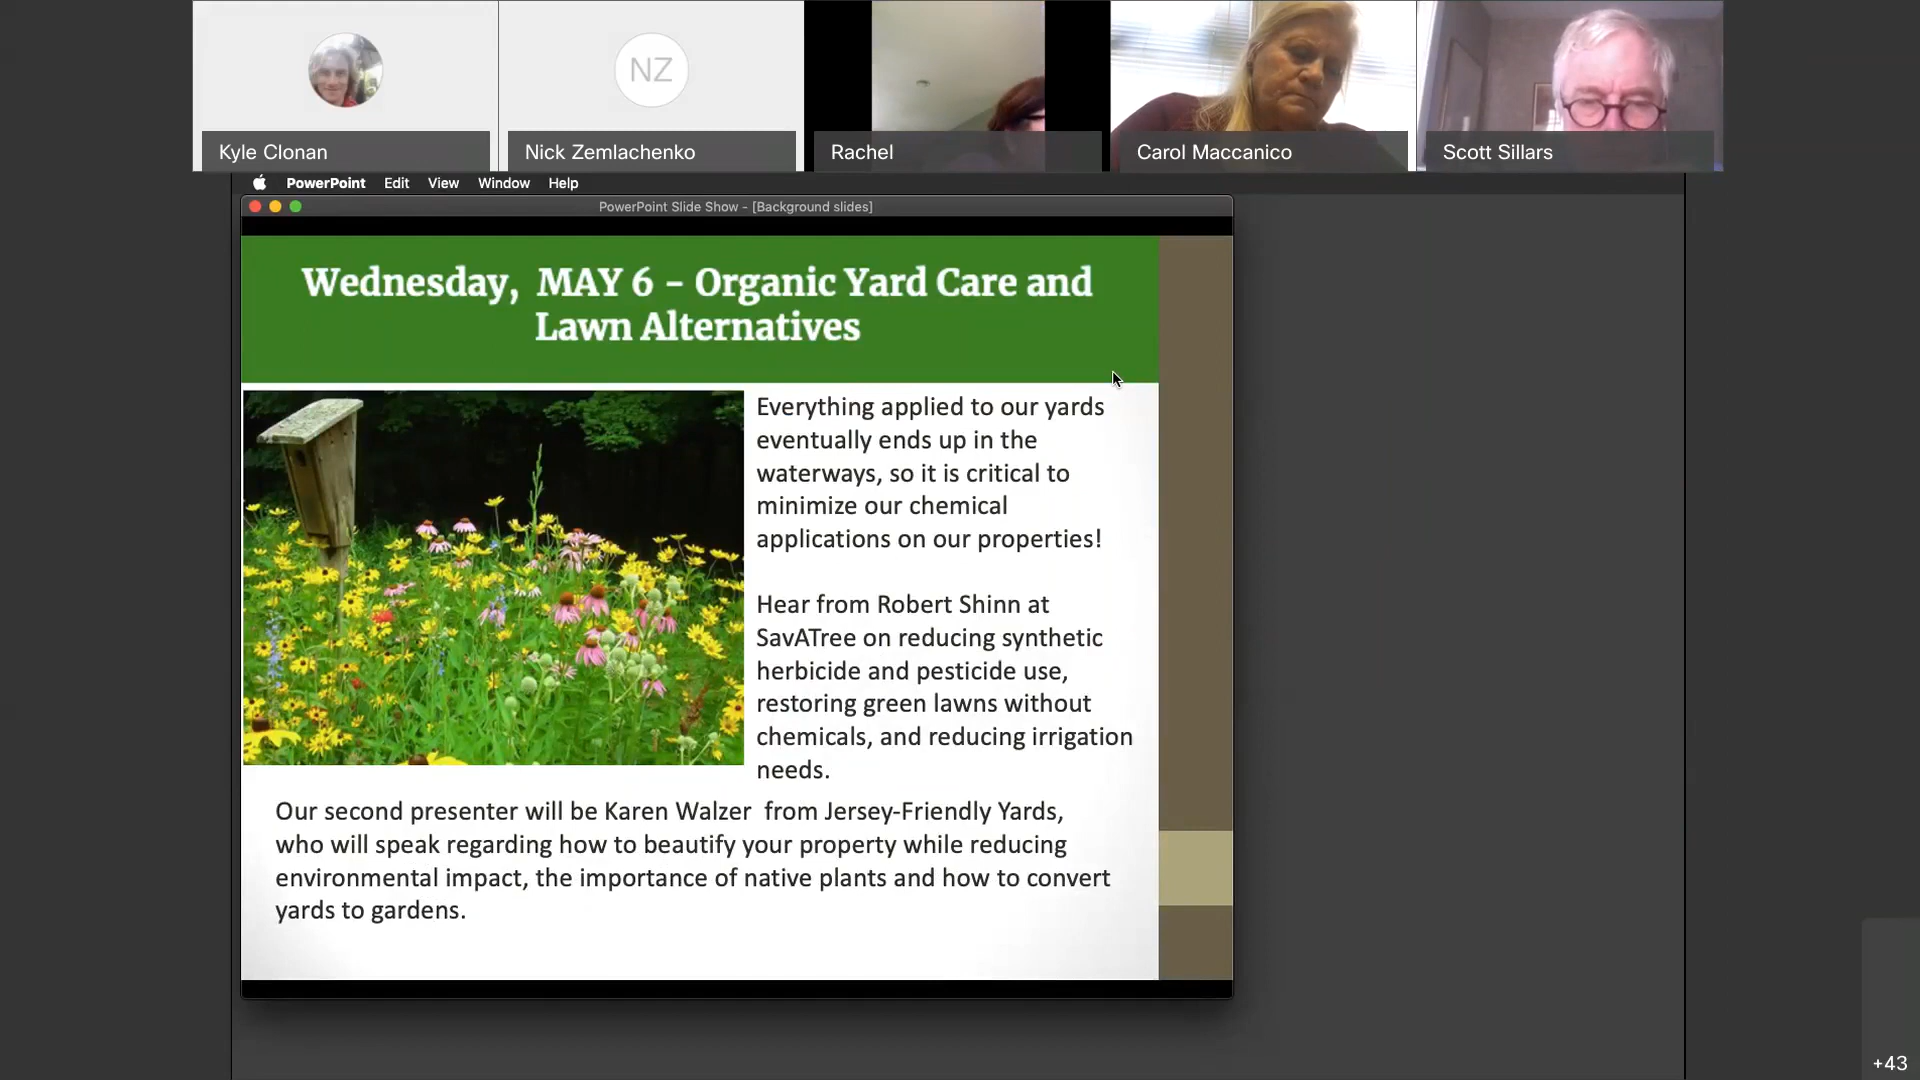 NZ
Kyle Clonan
Nick Zemlachenko
Rachel
Carol Maccanico
Scott Sillars
PowerPoint Edit View Window Help
PowerPoint Slide Show - [Background slides]
Wednesday, MAY 6 – Organic Yard Care and
Lawn Alternatives
Everything applied to our yards
eventually ends up in the
waterways, so it is critical to
minimize our chemical
applications on our properties!
Hear from Robert Shinn at
SavATree on reducing synthetic
herbicide and pesticide use,
restoring green lawns without
chemicals, and reducing irrigation
needs.
Our second presenter will be Karen Walzer from Jersey-Friendly Yards,
who will speak regarding how to beautify your property while reducing
environmental impact, the importance of native plants and how to convert
yards to gardens.
+43